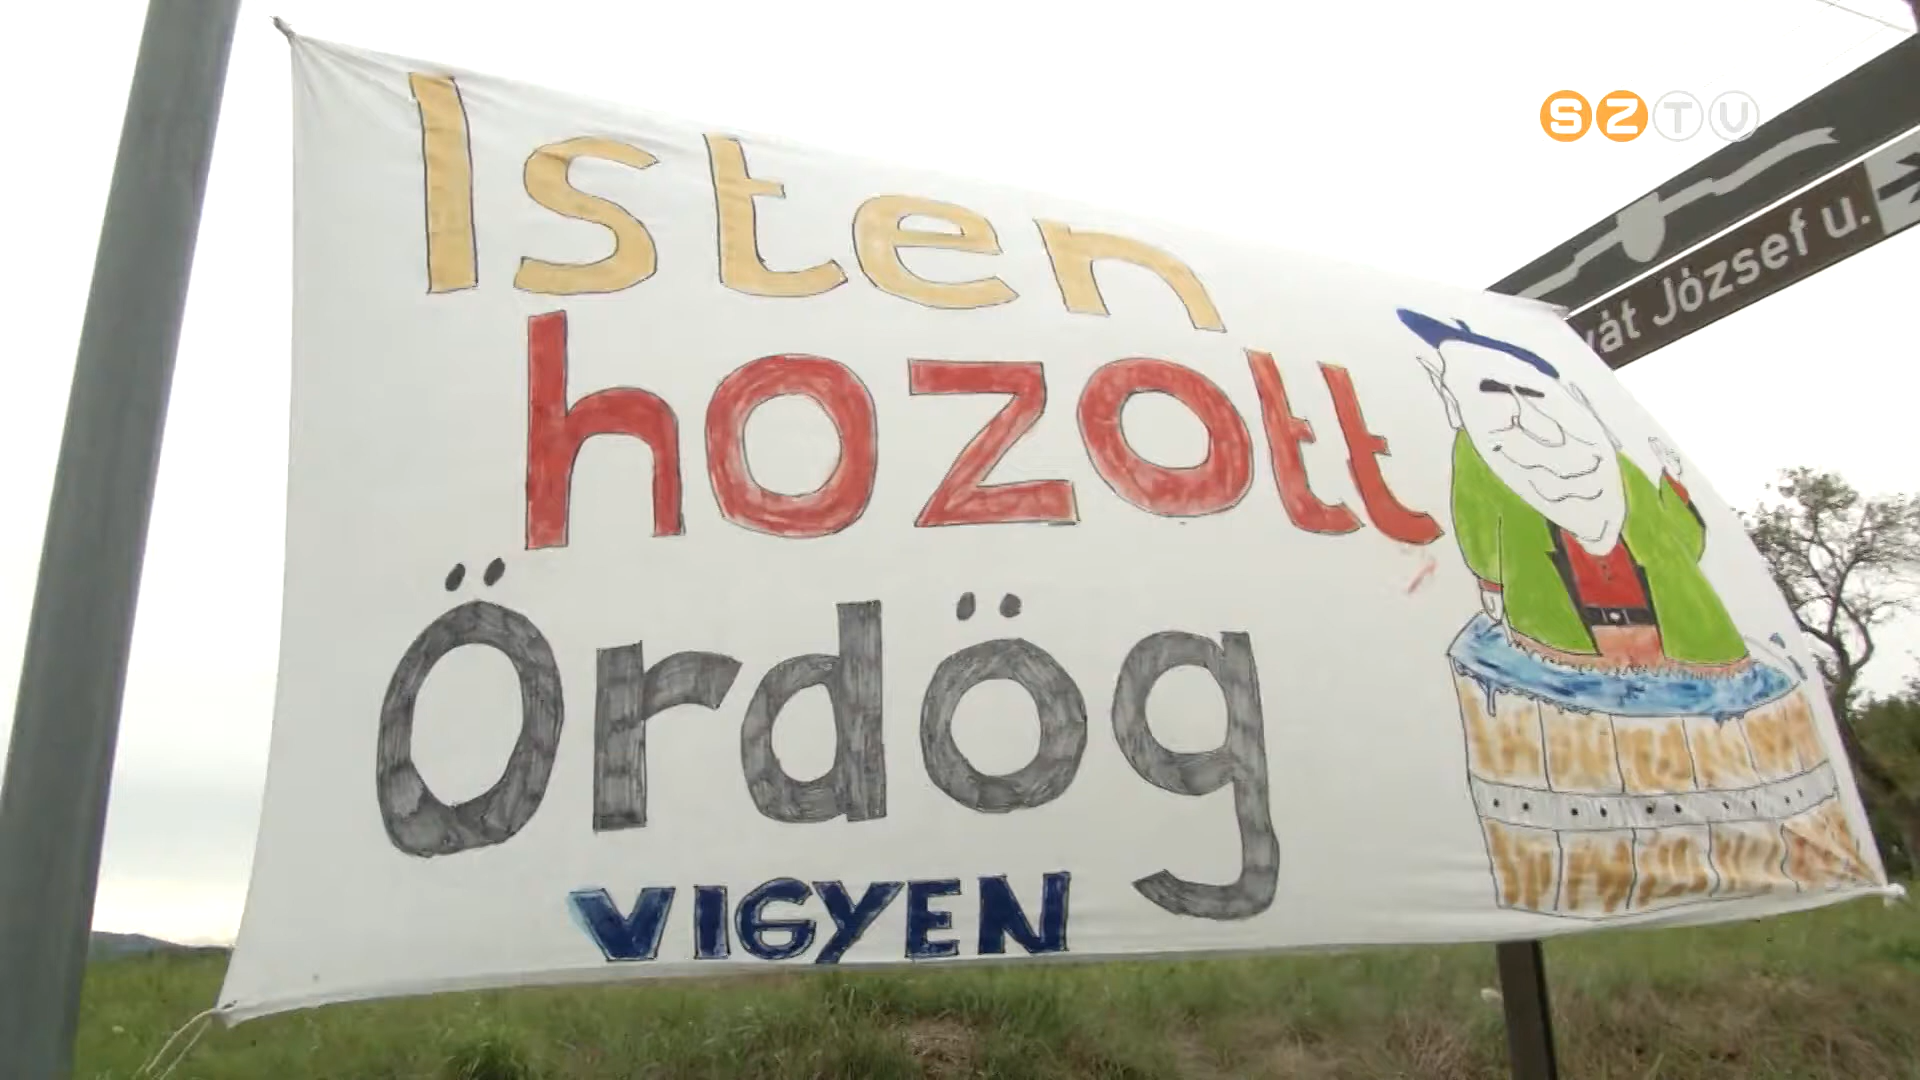 Isten
hozott
Ördög
VIGYEN
SZTV
József u.